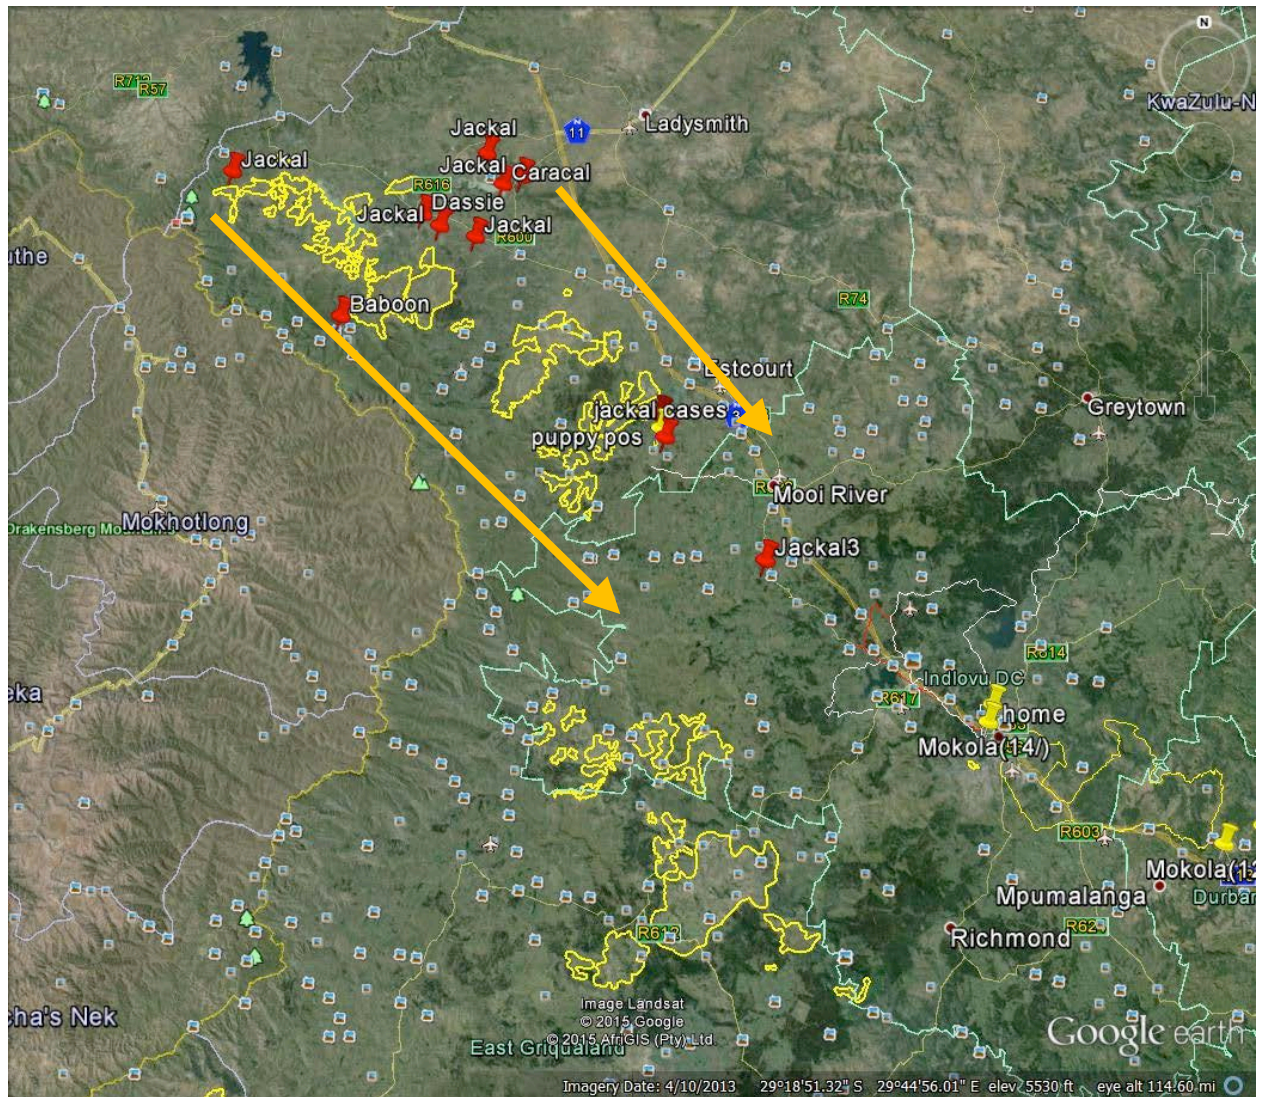 N
R712
R57
KwaZulu-N
Ladysmith
Jackal
N
11
Jackal
Jackal
Caracal
R616
Dassie
Jackal
Jackal
R600
uthe
Baboon
R74
Estcourt
jackal cases
puppy pos
Greytown
Mooi River
Mokhotlong
Drakensberg
Jackal3
R614
eka
Indlovu DC
R617
home
Mokola(14/)
R603
Mokola(12
Mpumalanga
Durban
R612
R624
Richmond
cha's Nek
Image Landsat
© 2015 Google
© 2015 AfriGIS (Pty) Ltd.
East Griqualand
Google earth
Imagery Date: 4/10/2013 29°18'51.32" S 29°44'56.01" E elev 5530 ft eye alt 114.60 mi